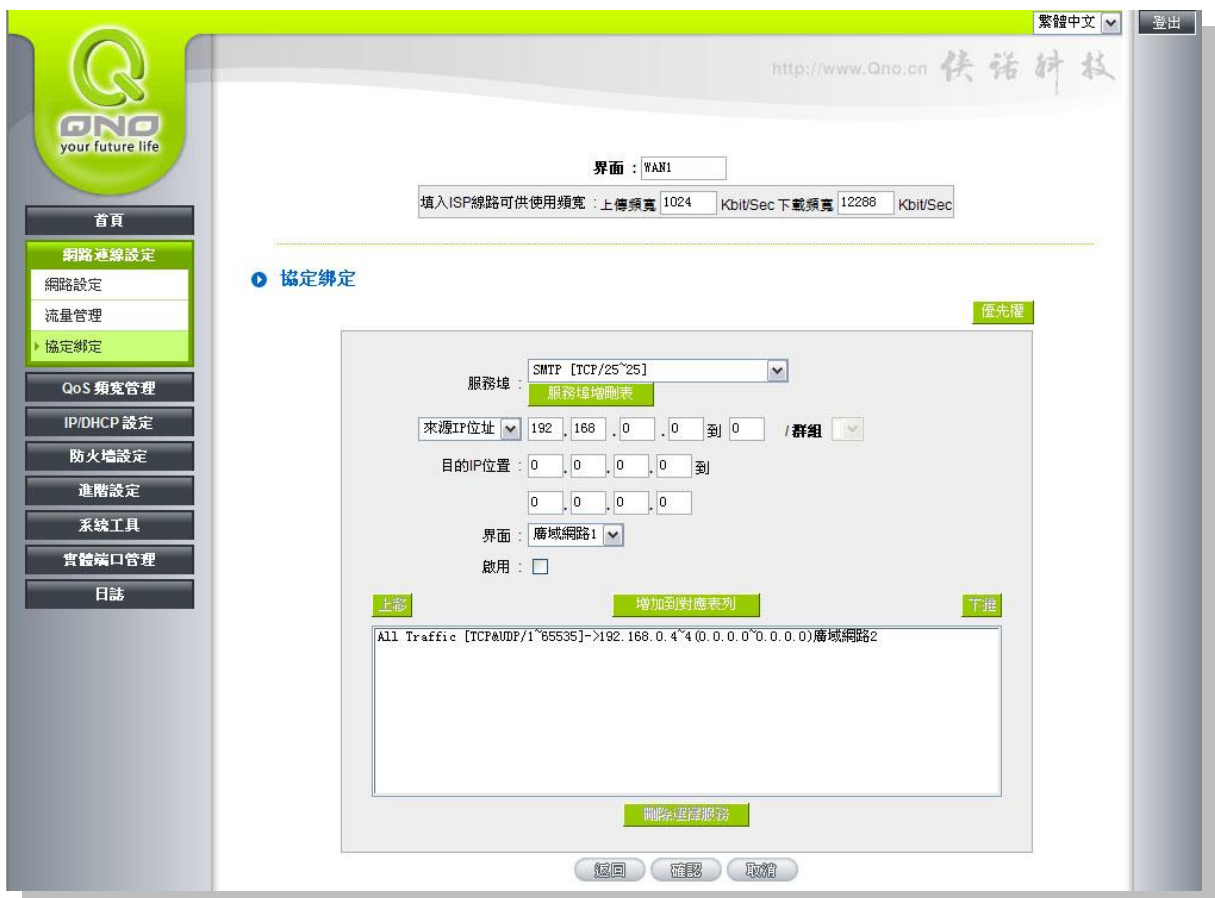 繁體中文
登出
http://www.Qno.cn 俠諾科技
QNO
your future life
界面：WAN1
填入ISP線路可供使用頻寬：上傳頻寬 1024 Kbit/Sec 下載頻寬 12288 Kbit/Sec
首頁
網路連線設定
網路設定
流量管理
協定綁定
QoS 頻寬管理
IP/DHCP 設定
防火墻設定
進階設定
系統工具
實體端口管理
日誌
協定綁定
優先權
服務埠： SMTP [TCP/25~25]
服務埠增刪表
來源IP位址 192 . 168 . 0 . 0 到 0 / 群組
目的IP位置： 0 . 0 . 0 . 0 到
0 . 0 . 0 . 0
界面： 廣域網路1
啟用：
上移 增加到對應表列 下推
All Traffic [TCP&UDP/1~65535]->192.168.0.4~4(0.0.0.0~0.0.0.0)廣域網路2
刪除選擇服務
返回 確認 取消